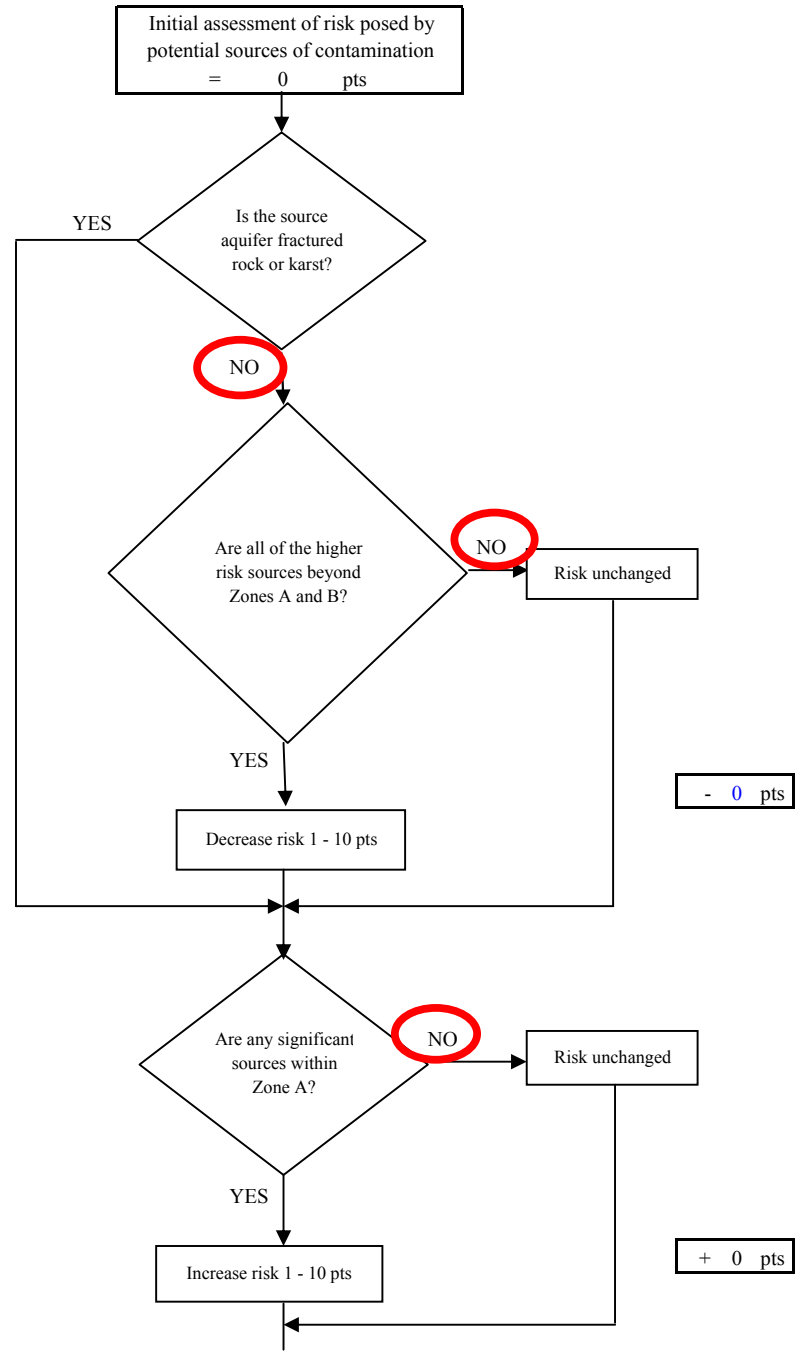 Initial assessment of risk posed by
potential sources of contamination
= 0 pts
YES
Is the source
aquifer fractured
rock or karst?
NO
Are all of the higher
risk sources beyond
Zones A and B?
NO
Risk unchanged
YES
- 0 pts
Decrease risk 1 - 10 pts
Are any significant
sources within
Zone A?
NO
Risk unchanged
YES
+ 0 pts
Increase risk 1 - 10 pts